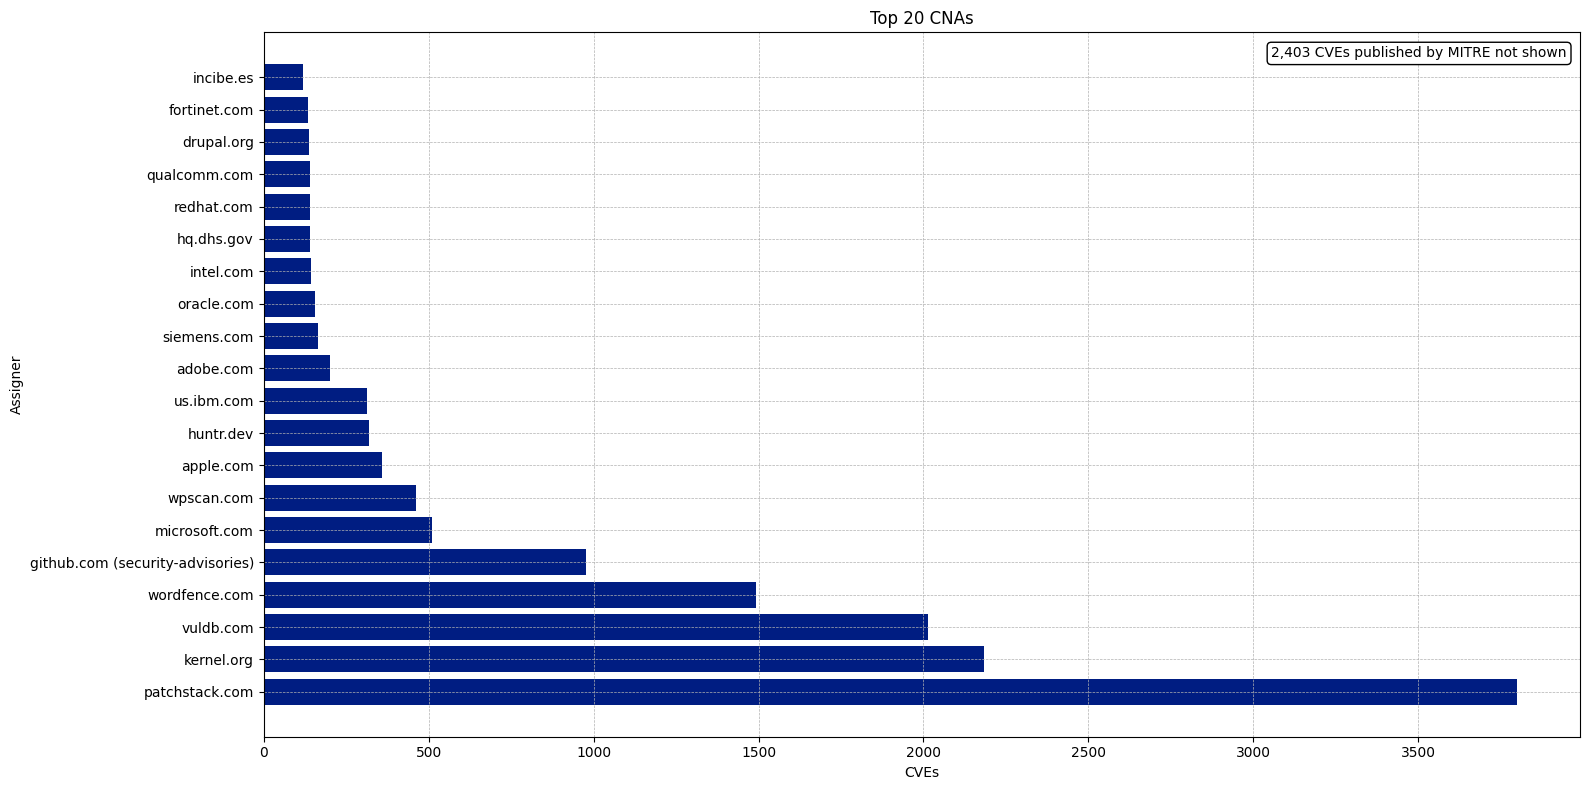 Top 20 CNAs
2,403 CVEs published by MITRE not shown
incibe.es
fortinet.com
drupal.org
qualcomm.com
redhat.com
hq.dhs.gov
intel.com
oracle.com
siemens.com
adobe.com
us.ibm.com
huntr.dev
apple.com
wpscan.com
microsoft.com
github.com (security-advisories)
wordfence.com
vuldb.com
kernel.org
patchstack.com
Assigner
0 500 1000 1500 2000 2500 3000 3500
CVEs